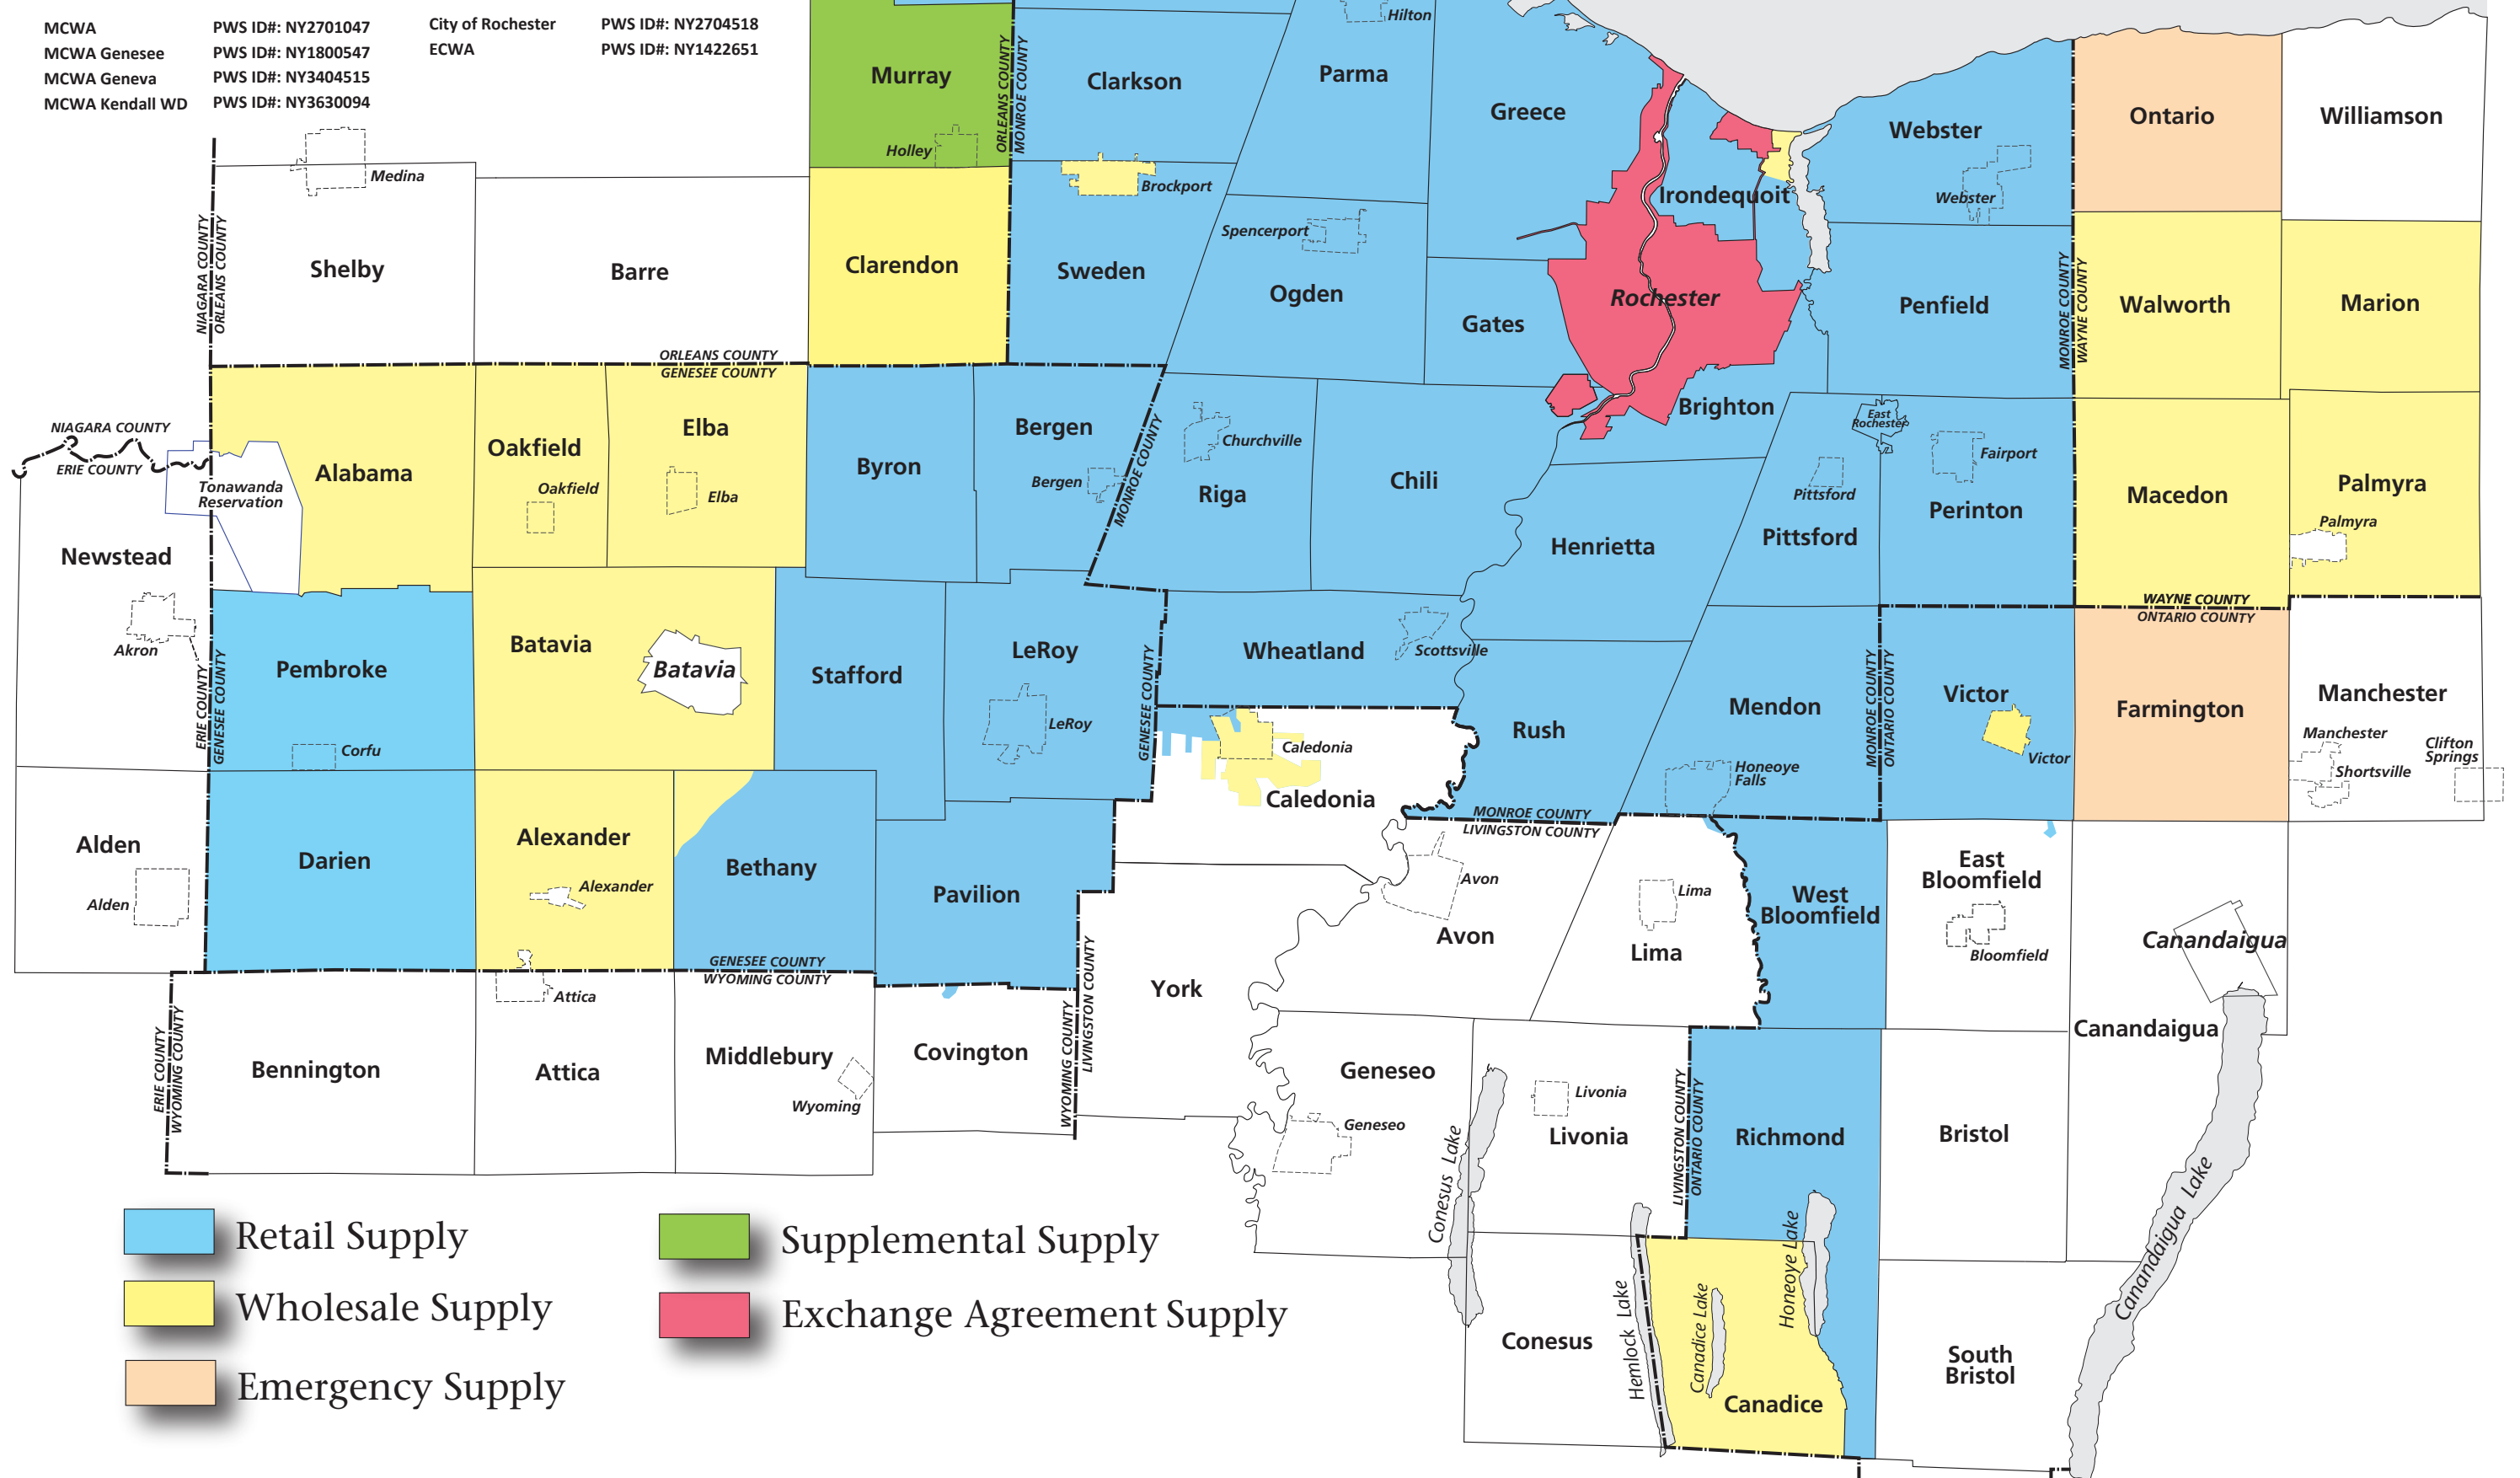 MCWA PWS ID#: NY2701047
MCWA Genesee PWS ID#: NY1800547
MCWA Geneva PWS ID#: NY3404515
MCWA Kendall WD PWS ID#: NY3630094
City of Rochester PWS ID#: NY2704518
ECWA PWS ID#: NY1422651
Hilton
Murray
ORLEANS COUNTY
MONROE COUNTY
Clarkson
Parma
Greece
Webster
Ontario
Williamson
Holley
Medina
Brockport
Irondequoit
Webster
NIAGARA COUNTY
ORLEANS COUNTY
Shelby
Barre
Clarendon
Sweden
Spencerport
Ogden
Gates
Rochester
Penfield
MONROE COUNTY
WAYNE COUNTY
Walworth
Marion
ORLEANS COUNTY
GENESEE COUNTY
NIAGARA COUNTY
ERIE COUNTY
Tonawanda
Reservation
Alabama
Oakfield
Oakfield
Elba
Elba
Byron
Bergen
Bergen
MONROE COUNTY
Churchville
Riga
Chili
Brighton
East
Rochester
Fairport
Pittsford
Pittsford
Perinton
Henrietta
Macedon
Palmyra
Palmyra
WAYNE COUNTY
ONTARIO COUNTY
Newstead
Akron
ERIE COUNTY
GENESEE COUNTY
Pembroke
Corfu
Batavia
Batavia
Stafford
LeRoy
LeRoy
GENESEE COUNTY
Wheatland
Scottsville
Caledonia
Caledonia
Rush
Mendon
Honeoye
Falls
MONROE COUNTY
ONTARIO COUNTY
Victor
Victor
Farmington
Manchester
Manchester
Shortsville
Clifton
Springs
MONROE COUNTY
LIVINGSTON COUNTY
Alden
Alden
Darien
Alexander
Alexander
Bethany
Pavilion
Avon
Avon
Lima
Lima
West
Bloomfield
East
Bloomfield
Bloomfield
Canandaigua
Canandaigua
GENESEE COUNTY
WYOMING COUNTY
Attica
LIVINGSTON COUNTY
WYOMING COUNTY
York
ERIE COUNTY
WYOMING COUNTY
Bennington
Attica
Middlebury
Wyoming
Covington
Geneseo
Geneseo
Conesus Lake
Livonia
Livonia
LIVINGSTON COUNTY
ONTARIO COUNTY
Richmond
Bristol
Canandaigua Lake
Honeoye Lake
Conesus
Hemlock Lake
Canadice Lake
Canadice
South
Bristol
Retail Supply
Wholesale Supply
Emergency Supply
Supplemental Supply
Exchange Agreement Supply